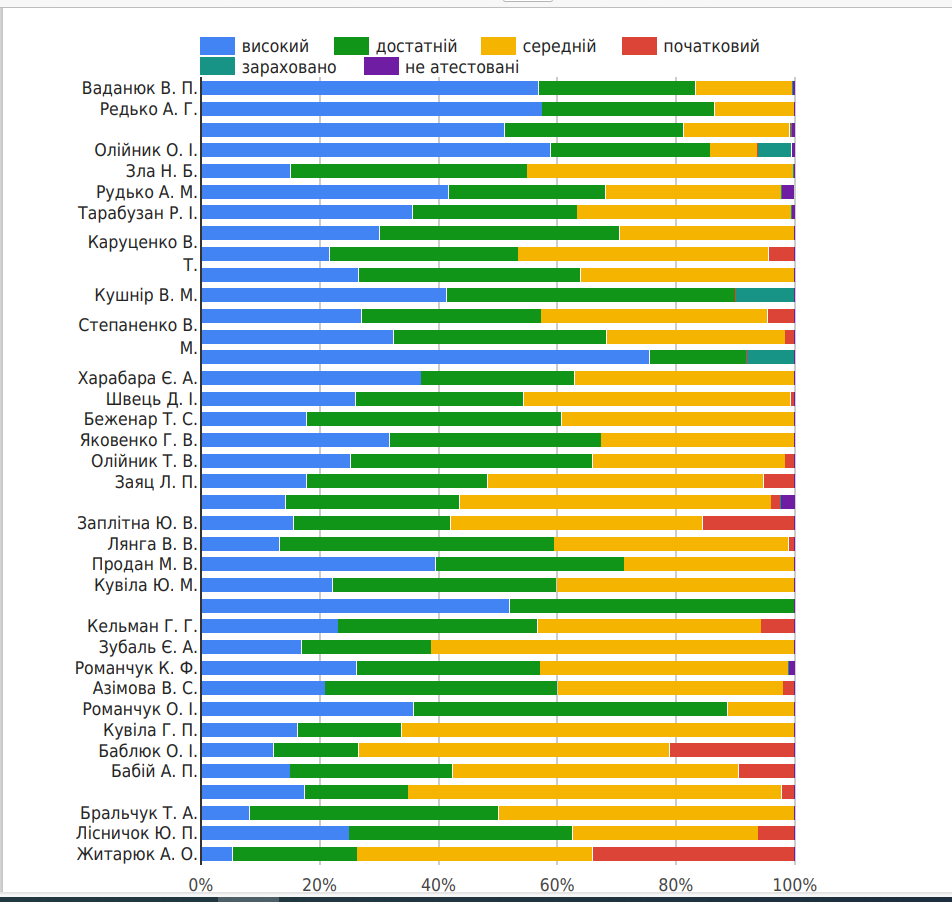 високий достатній середній початковий
зараховано не атестовані
Ваданюк В. П.
Редько А. Г.
Олійник О. І.
Зла Н. Б.
Рудько А. М.
Тарабузан Р. І.
Каруценко В.
Т.
Кушнір В. М.
Степаненко В.
М.
Харабара Є. А.
Швець Д. І.
Беженар Т. С.
Яковенко Г. В.
Олійник Т. В.
Заяц Л. П.
Заплітна Ю. В.
Лянга В. В.
Продан М. В.
Кувіла Ю. М.
Кельман Г. Г.
Зубаль Є. А.
Романчук К. Ф.
Азімова В. С.
Романчук О. І.
Кувіла Г. П.
Баблюк О. І.
Бабій А. П.
Бральчук Т. А.
Лісничок Ю. П.
Житарюк А. О.
0% 20% 40% 60% 80% 100%